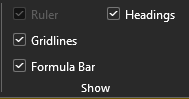 Ruler Headings
Gridlines
Formula Bar
Show